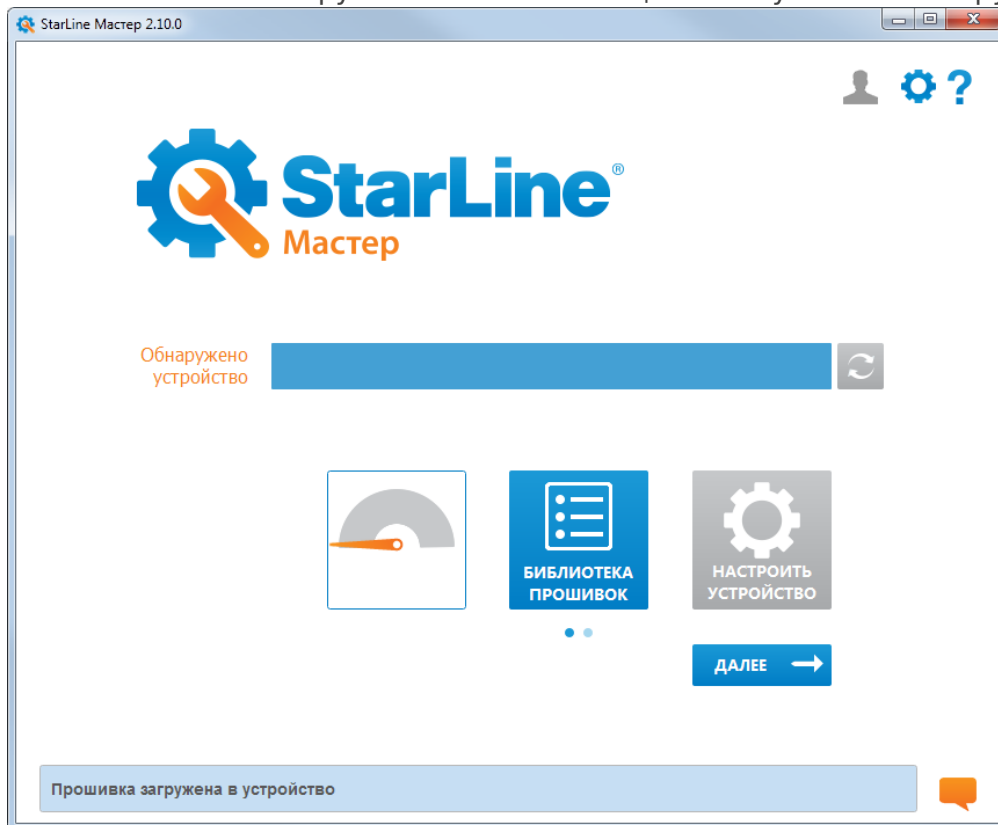 StarLine Мастер 2.10.0
?
StarLine®
Мастер
Обнаружено
устройство
БИБЛИОТЕКА
ПРОШИВОК
НАСТРОИТЬ
УСТРОЙСТВО
ДАЛЕЕ
Прошивка загружена в устройство